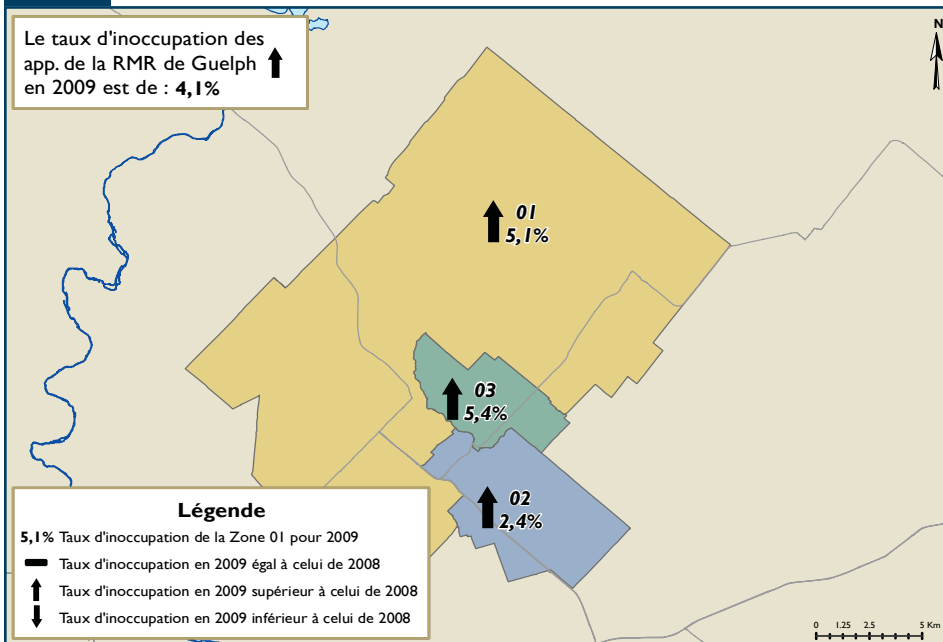 Le taux d'inoccupation des
app. de la RMR de Guelph
en 2009 est de : 4,1%
N
01
5,1%
03
5,4%
02
2,4%
Légende
5,1% Taux d'inoccupation de la Zone 01 pour 2009
Taux d'inoccupation en 2009 égal à celui de 2008
Taux d'inoccupation en 2009 supérieur à celui de 2008
Taux d'inoccupation en 2009 inférieur à celui de 2008
0 1.25 2.5 5 Km